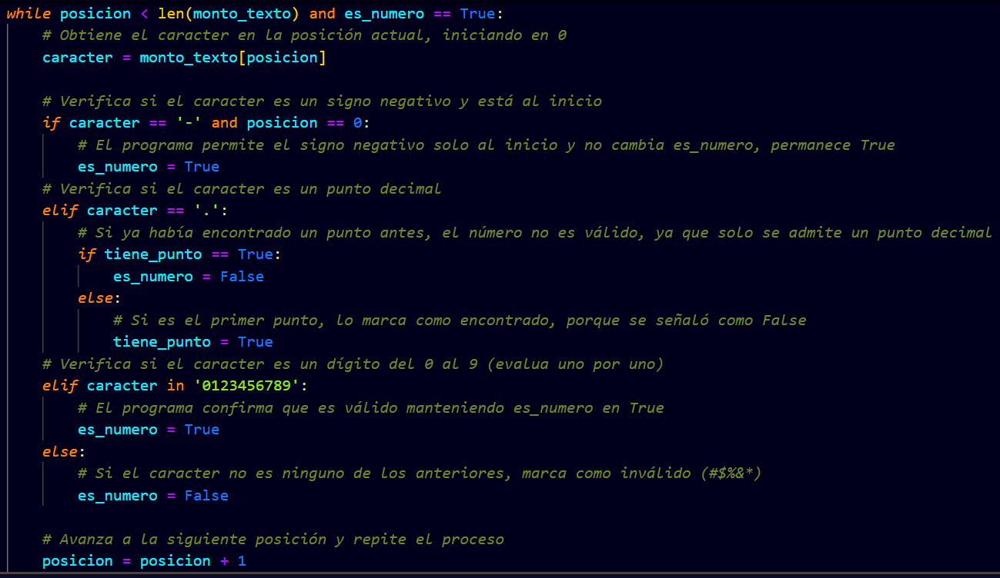 while posicion < len(monto_texto) and es_numero == True:
    # Obtiene el caracter en la posición actual, iniciando en 0
    caracter = monto_texto[posicion]

    # Verifica si el caracter es un signo negativo y está al inicio
    if caracter == '-' and posicion == 0:
        # El programa permite el signo negativo solo al inicio y no cambia es_numero, permanece True
        es_numero = True
    # Verifica si el caracter es un punto decimal
    elif caracter == '.':
        # Si ya había encontrado un punto antes, el número no es válido, ya que solo se admite un punto decimal
        if tiene_punto == True:
            es_numero = False
        else:
            # Si es el primer punto, lo marca como encontrado, porque se señaló como False
            tiene_punto = True
    # Verifica si el caracter es un dígito del 0 al 9 (evalua uno por uno)
    elif caracter in '0123456789':
        # El programa confirma que es válido manteniendo es_numero en True
        es_numero = True
    else:
        # Si el caracter no es ninguno de los anteriores, marca como inválido (#$%&*)
        es_numero = False

    # Avanza a la siguiente posición y repite el proceso
    posicion = posicion + 1